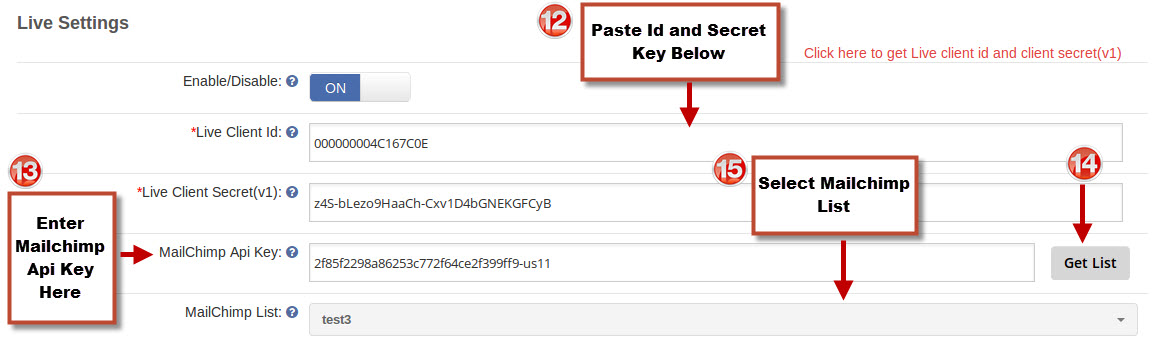 Live Settings
12
Paste Id and Secret
Key Below
Click here to get Live client id and client secret(v1)
Enable/Disable: ?
ON
*Live Client Id: ?
000000004C167C0E
13
Enter
Mailchimp
Api Key
Here
*Live Client Secret(v1): ?
z4S-bLezo9HaaCh-Cxv1D4bGNEKGFCyB
15
Select Mailchimp
List
14
MailChimp Api Key: ?
2f85f2298a86253c772f64ce2f399ff9-us11
Get List
MailChimp List: ?
test3